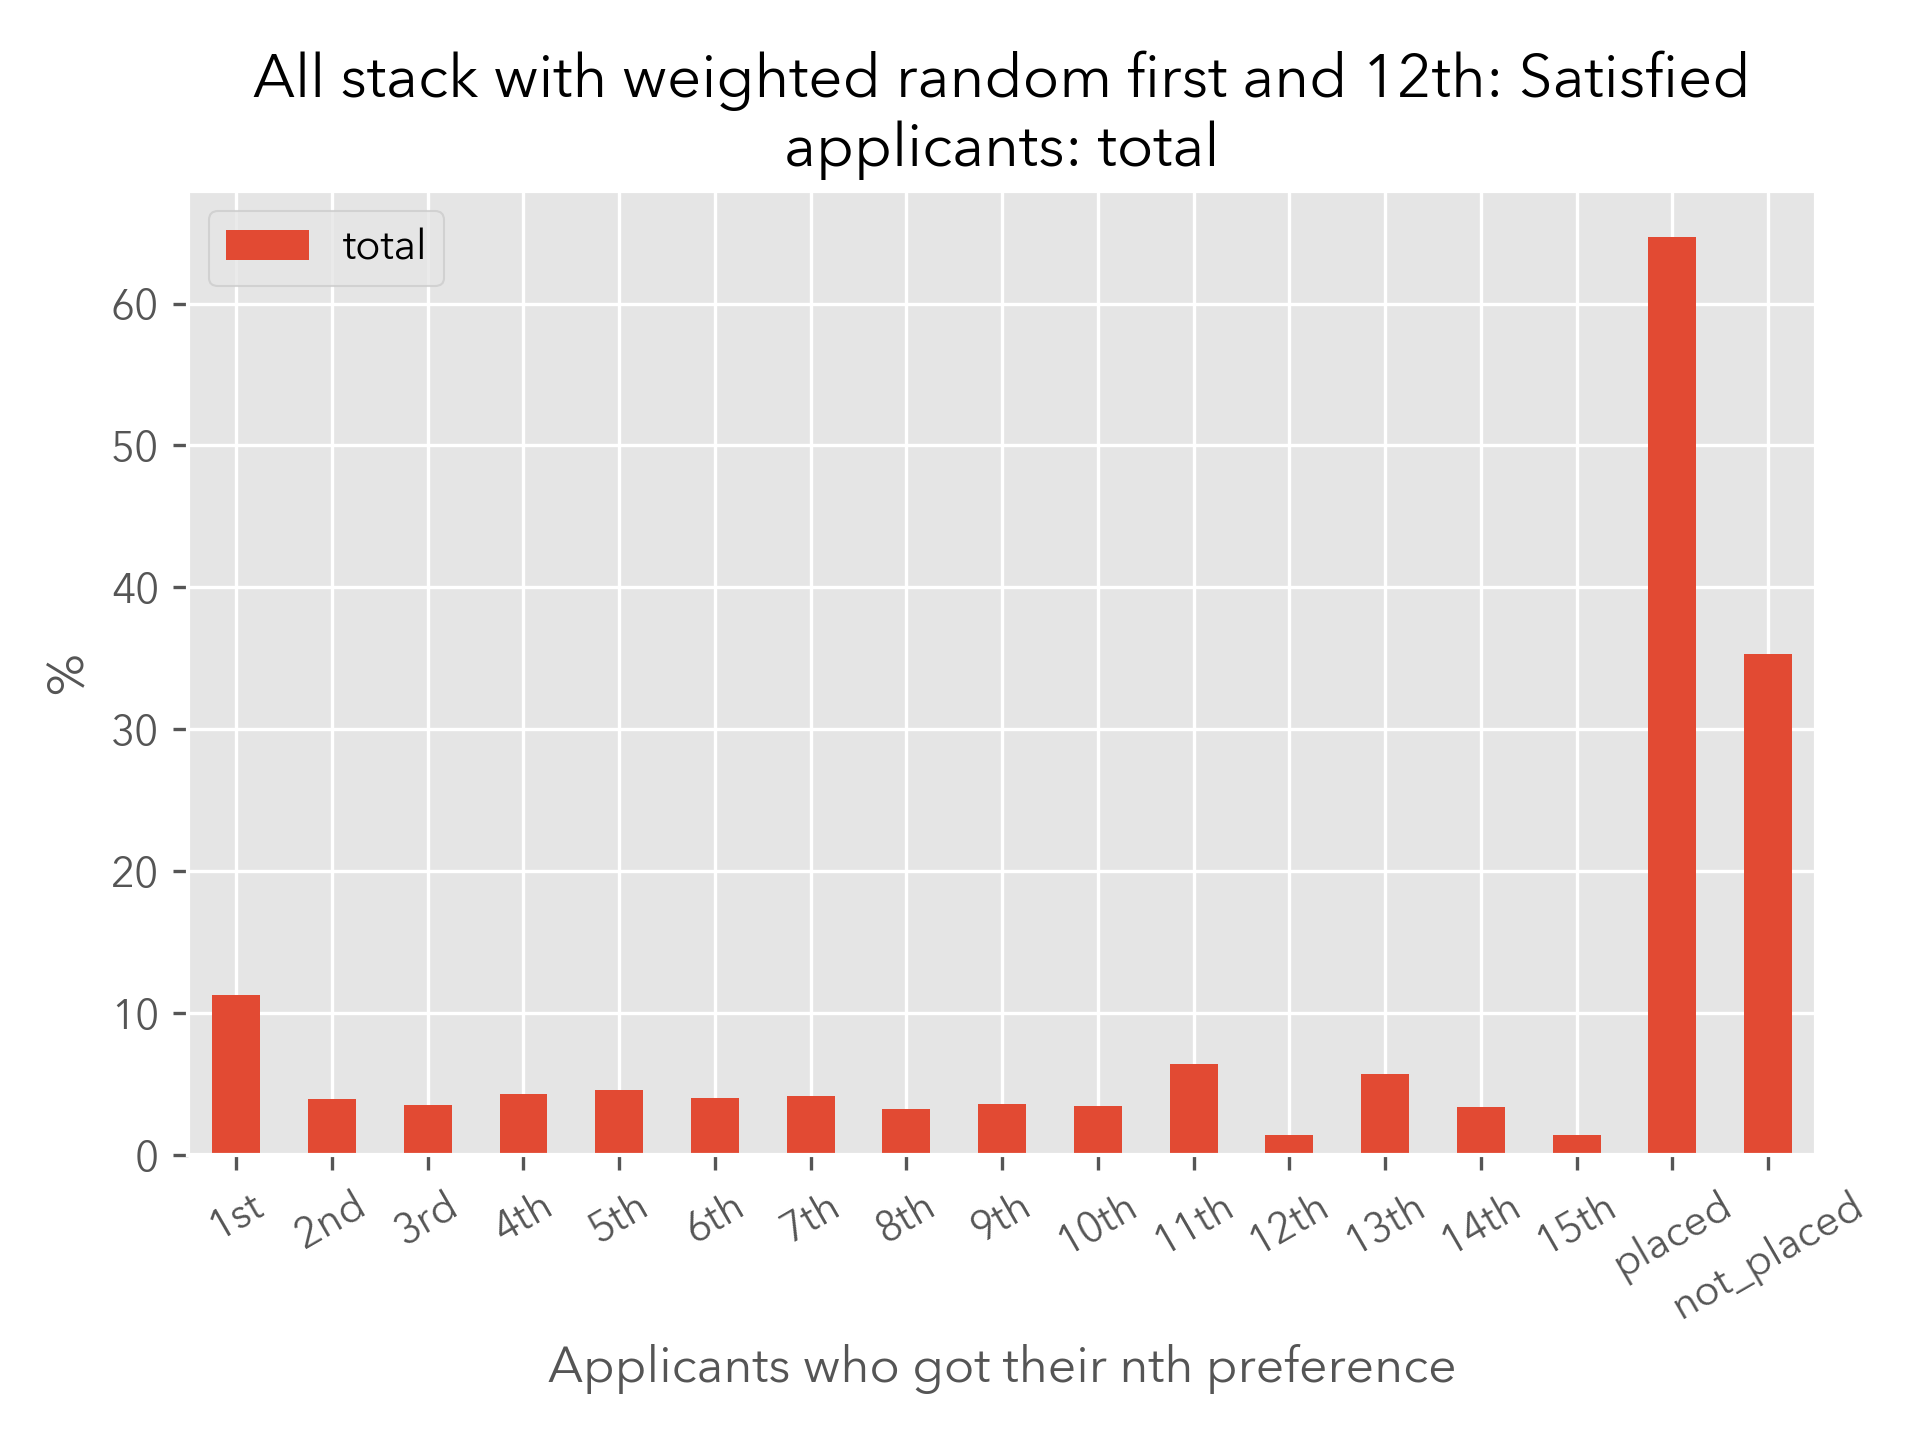 All stack with weighted random first and 12th: Satisfied
applicants: total
total
60
50
40
30
20
10
0
%
1st 2nd 3rd 4th 5th 6th 7th 8th 9th 10th 11th 12th 13th 14th 15th placed not_placed
Applicants who got their nth preference